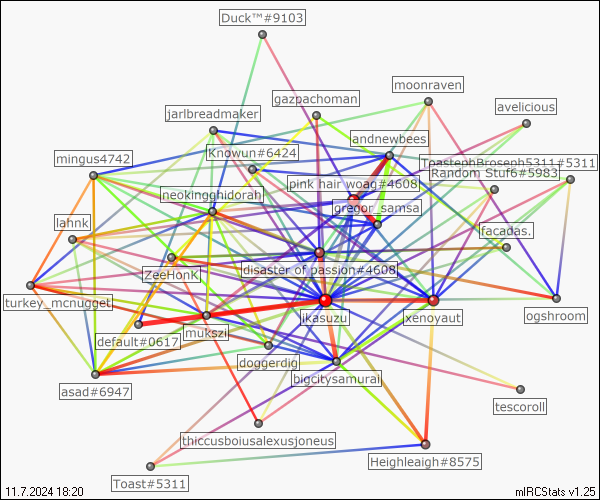 Duck™#9103
moonraven
gazpachoman
avelicious
jarlbreadmaker
andnewbees
Knowun#6424
mingus4742
ToastephBroseph5311#5311
Random Stuf6#5983
pink hair woag#4608
neokingghidorah
gregor_samsa
lahnk
facadas.
disaster of passion#4608
ZeeHonK
turkey_mcnugget
ikasuzu
xenoyaut
ogshroom
default#0617
mukszi
doggerdig
bigcitysamurai
asad#6947
tescoroll
thiccusboiusalexusjoneus
Heighleaigh#8575
Toast#5311
11.7.2024 18:20
mIRCStats v1.25